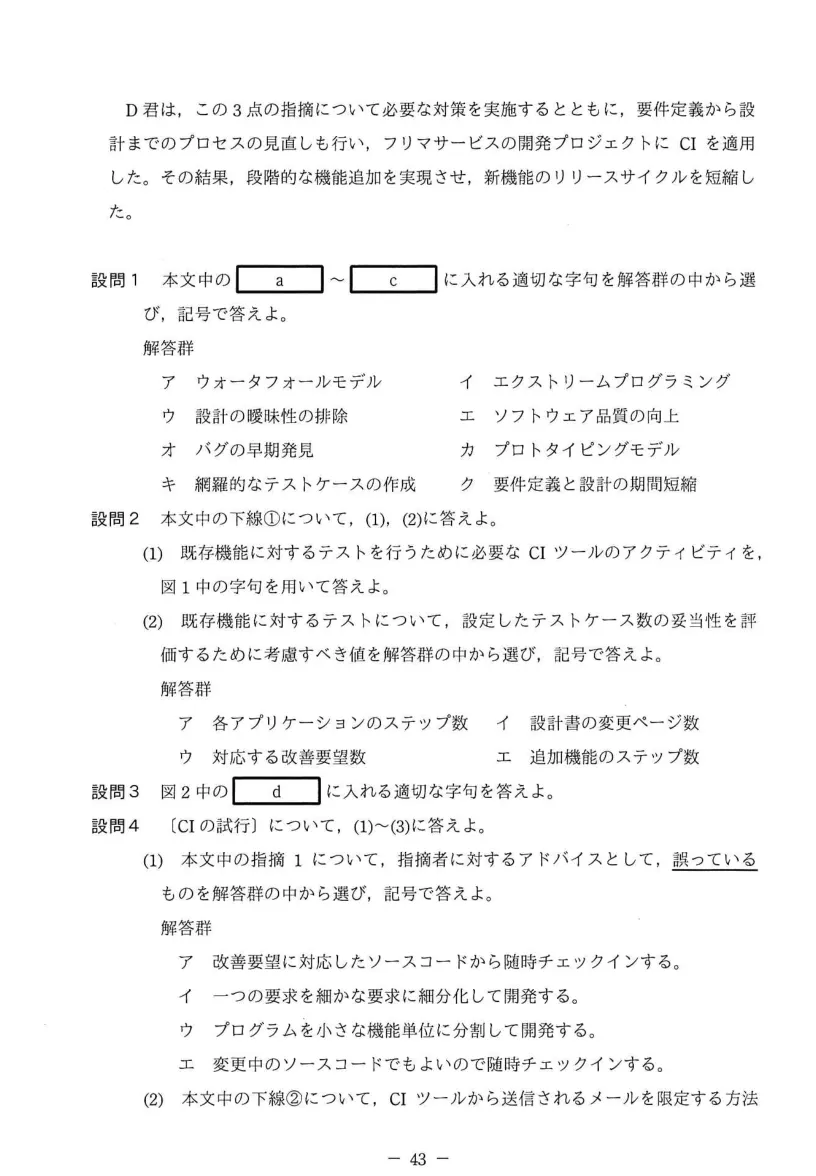 D 君は，この 3 点の指摘について必要な対策を実施するとともに，要件定義から設
計までのプロセスの見直しも行い，フリマサービスの開発プロジェクトに CI を適用
した。その結果，段階的な機能追加を実現させ，新機能のリリースサイクルを短縮し
た。
設問1 本文中の a ～ c に入れる適切な字句を解答群の中から選
び，記号で答えよ。
解答群
ア ウォータフォールモデル イ エクストリームプログラミング
ウ 設計の曖昧性の排除 エ ソフトウェア品質の向上
オ バグの早期発見 カ プロトタイピングモデル
キ 網羅的なテストケースの作成 ク 要件定義と設計の期間短縮
設問2 本文中の下線①について，(1)，(2)に答えよ。
(1) 既存機能に対するテストを行うために必要な CI ツールのアクティビティを，
図 1 中の字句を用いて答えよ。
(2) 既存機能に対するテストについて，設定したテストケース数の妥当性を評
価するために考慮すべき値を解答群の中から選び，記号で答えよ。
解答群
ア 各アプリケーションのステップ数 イ 設計書の変更ページ数
ウ 対応する改善要望数 エ 追加機能のステップ数
設問3 図 2 中の d に入れる適切な字句を答えよ。
設問4 〔CI の試行〕について，(1)～(3)に答えよ。
(1) 本文中の指摘 1 について，指摘者に対するアドバイスとして，誤っている
ものを解答群の中から選び，記号で答えよ。
解答群
ア 改善要望に対応したソースコードから随時チェックインする。
イ 一つの要求を細かな要求に細分化して開発する。
ウ プログラムを小さな機能単位に分割して開発する。
エ 変更中のソースコードでもよいので随時チェックインする。
(2) 本文中の下線②について，CI ツールから送信されるメールを限定する方法
－ 43 －